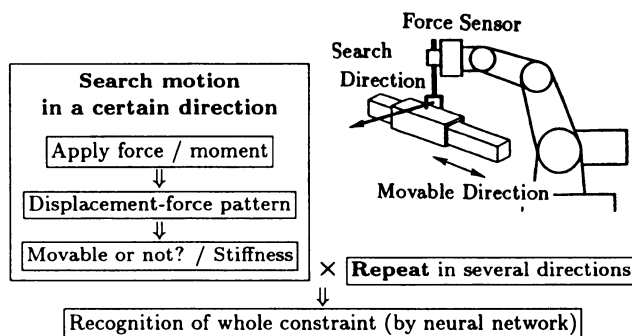 Force Sensor
Search
Direction
Movable Direction
Search motion
in a certain direction
Apply force / moment
⇓
Displacement-force pattern
⇓
Movable or not? / Stiffness
× Repeat in several directions
⇓
Recognition of whole constraint (by neural network)